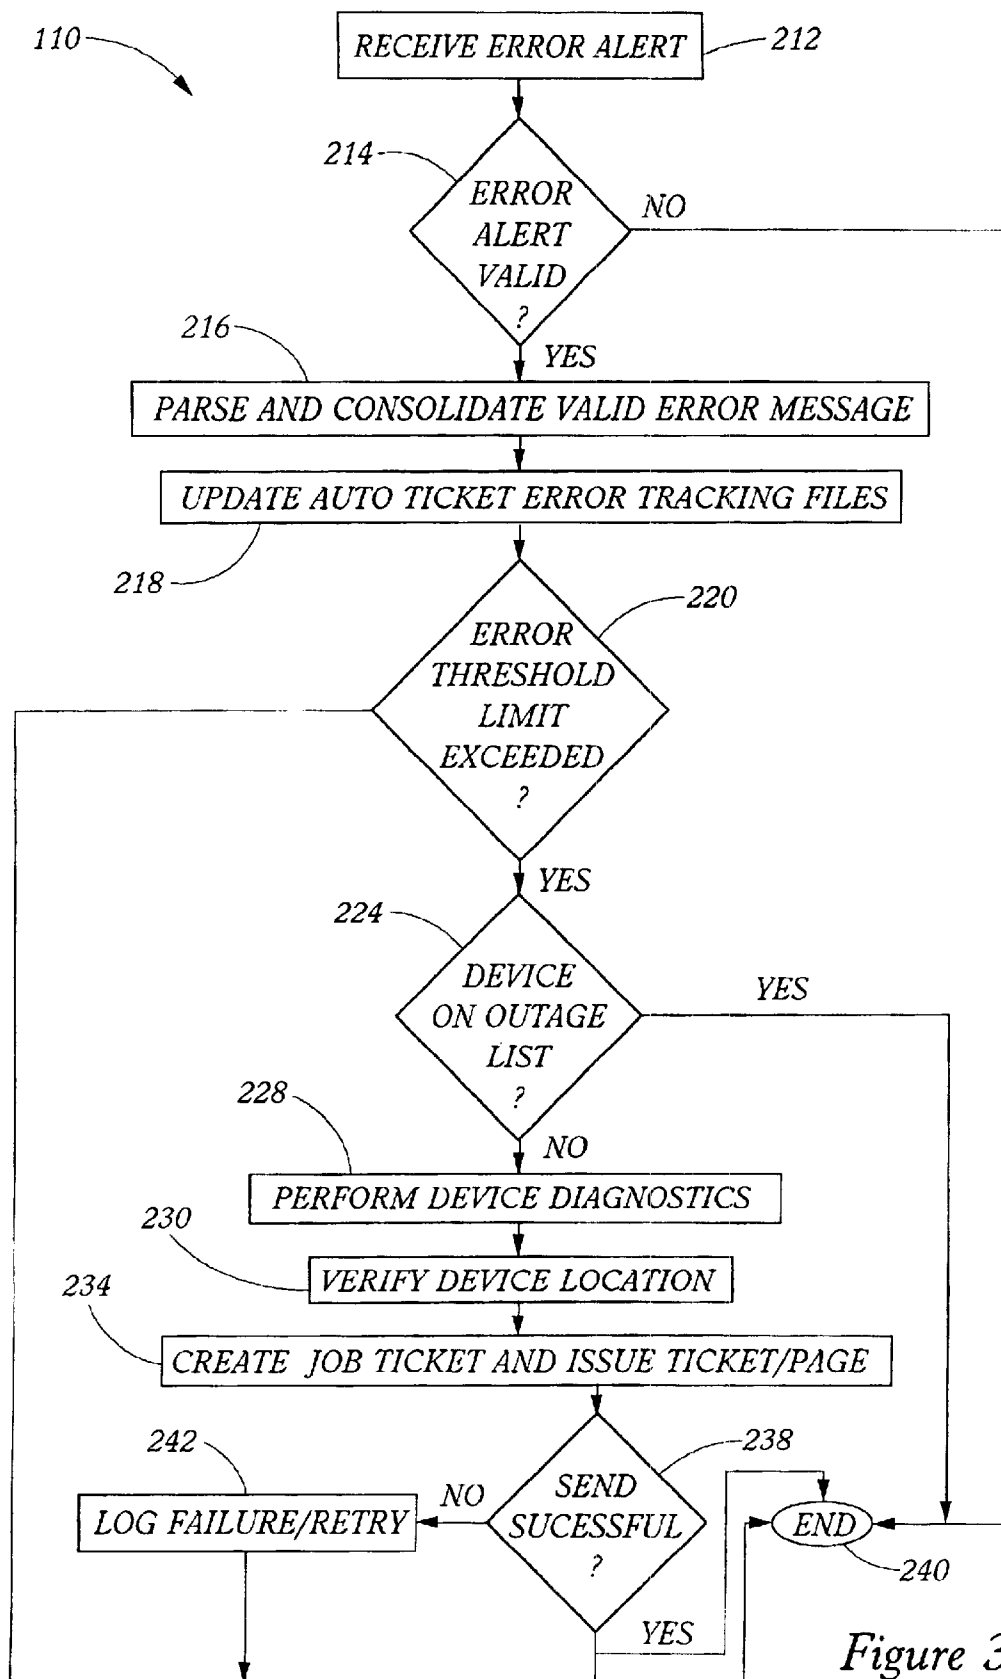 110
RECEIVE ERROR ALERT
212
214
ERROR
ALERT
VALID
?
NO
216
YES
PARSE AND CONSOLIDATE VALID ERROR MESSAGE
UPDATE AUTO TICKET ERROR TRACKING FILES
218
220
ERROR
THRESHOLD
LIMIT
EXCEEDED
?
YES
224
DEVICE
ON OUTAGE
LIST
?
YES
228
NO
PERFORM DEVICE DIAGNOSTICS
230
VERIFY DEVICE LOCATION
234
CREATE JOB TICKET AND ISSUE TICKET/PAGE
242
238
LOG FAILURE/RETRY
NO
SEND
SUCESSFUL
?
END
240
YES
Figure 3